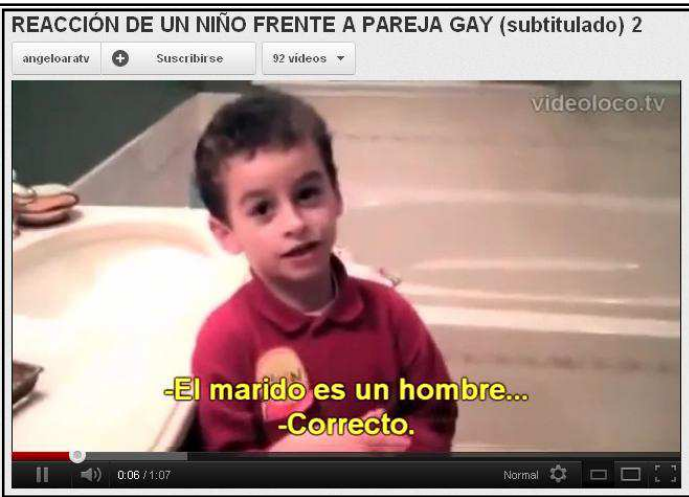 REACCIÓN DE UN NIÑO FRENTE A PAREJA GAY (subtitulado) 2
angeloaratv Suscribirse 92 vídeos
videoloco.tv
-El marido es un hombre...
-Correcto.
0:06 / 1:07 Normal